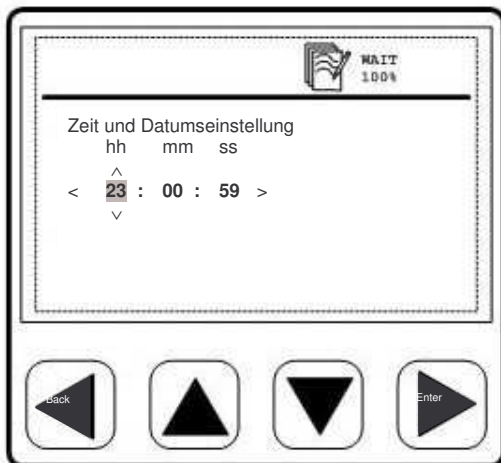 WAIT
100%
Zeit und Datumseinstellung
hh mm ss
^
< 23 : 00 : 59 >
v
Back Enter